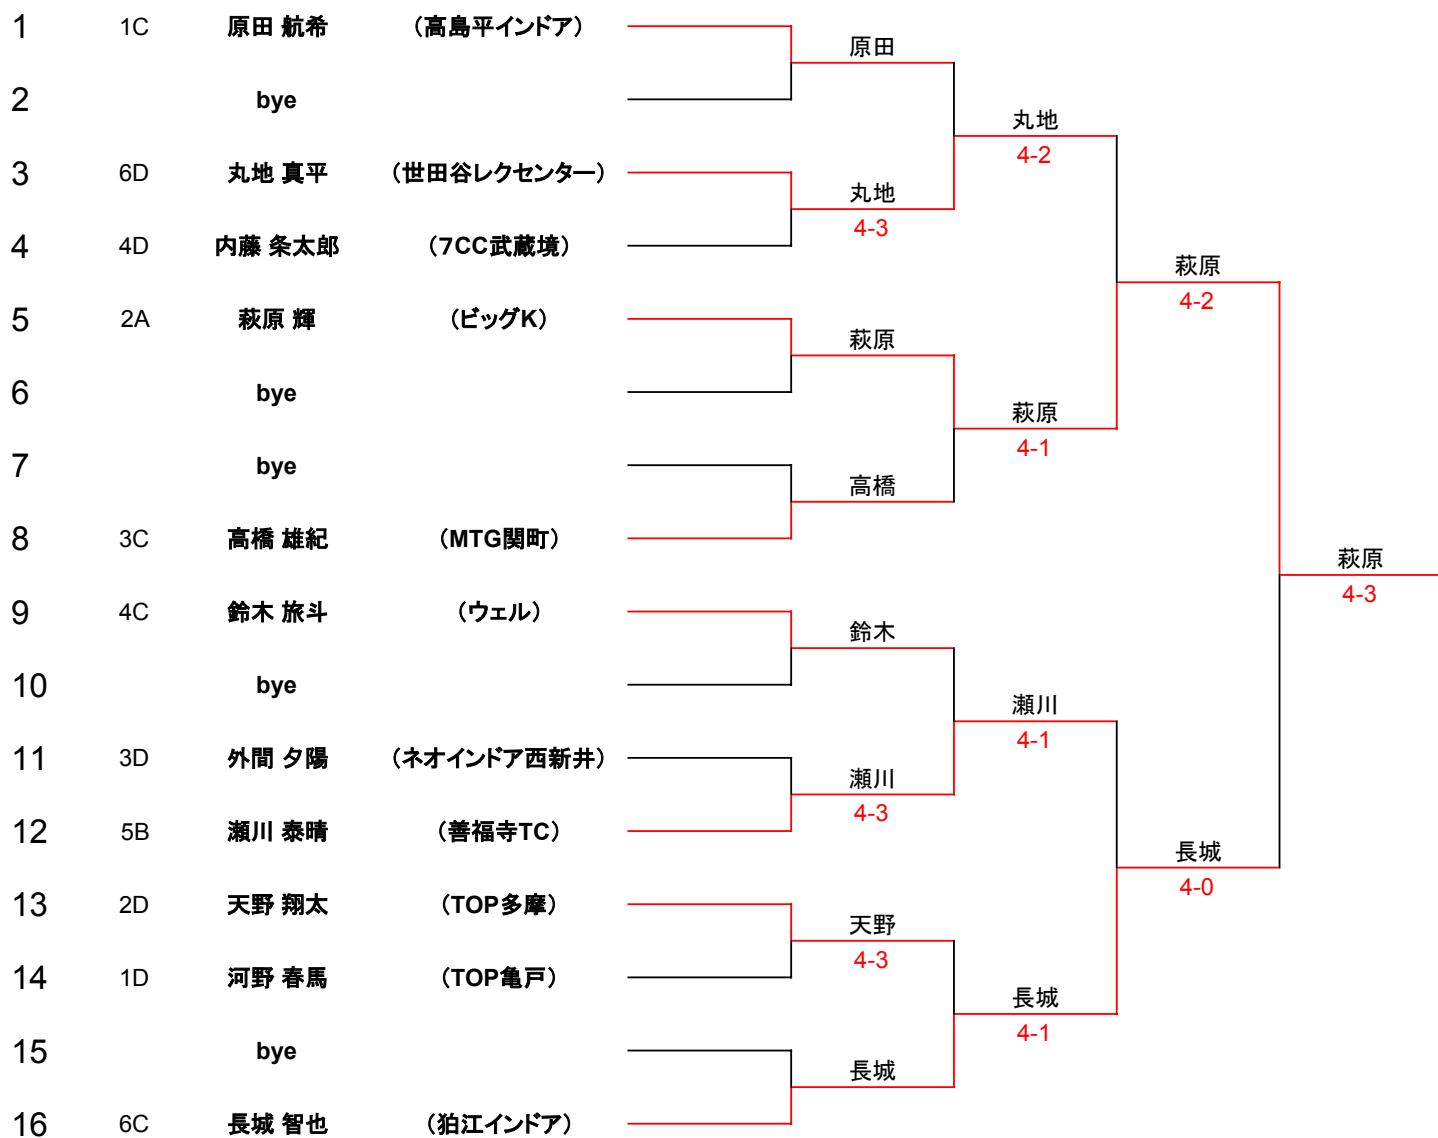 1 1C 原田 航希 （高島平インドア）
原田
2 bye
丸地
4-2
3 6D 丸地 真平 （世田谷レクセンター）
丸地
4-3
4 4D 内藤 条太郎 （7CC武蔵境）
萩原
4-2
5 2A 萩原 輝 （ビッグK）
萩原
6 bye
萩原
4-1
7 bye
高橋
8 3C 高橋 雄紀 （MTG関町）
萩原
4-3
9 4C 鈴木 旅斗 （ウェル）
鈴木
10 bye
瀬川
4-1
11 3D 外間 夕陽 （ネオインドア西新井）
瀬川
4-3
12 5B 瀬川 泰晴 （善福寺TC）
長城
4-0
13 2D 天野 翔太 （TOP多摩）
天野
4-3
14 1D 河野 春馬 （TOP亀戸）
長城
4-1
15 bye
長城
16 6C 長城 智也 （狛江インドア）